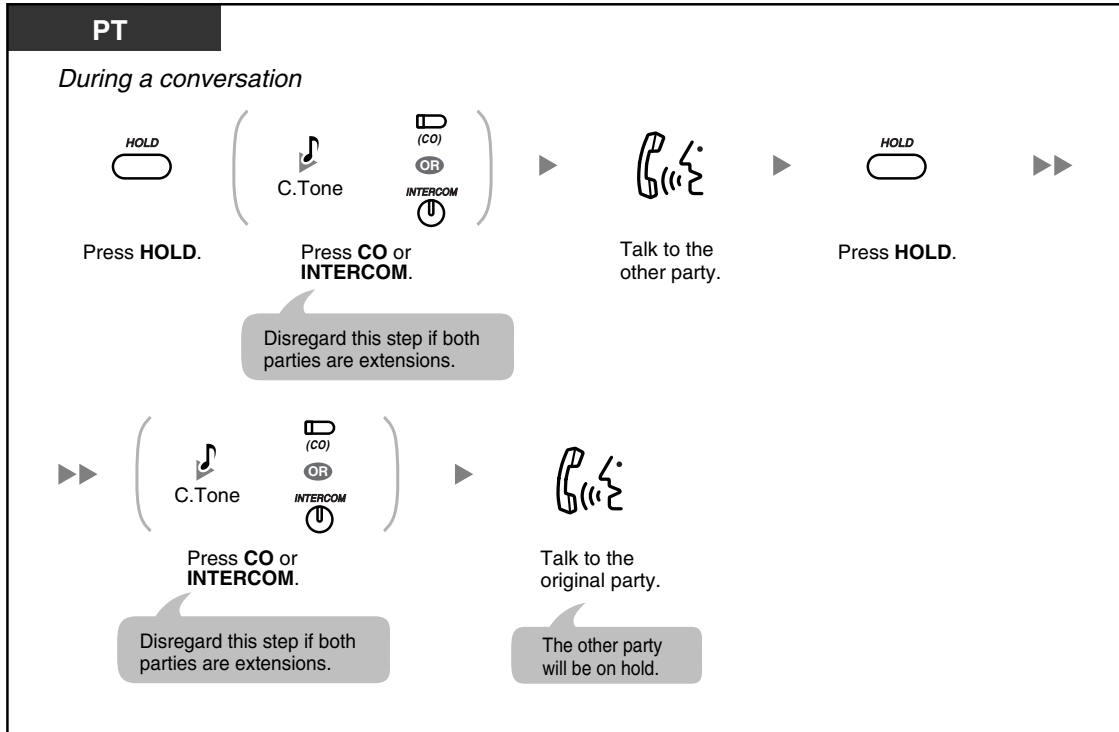 PT
During a conversation
HOLD
C.Tone
(CO)
OR
INTERCOM
HOLD
Press HOLD.
Press CO or
INTERCOM.
Talk to the
other party.
Press HOLD.
Disregard this step if both
parties are extensions.
C.Tone
(CO)
OR
INTERCOM
Press CO or
INTERCOM.
Talk to the
original party.
Disregard this step if both
parties are extensions.
The other party
will be on hold.